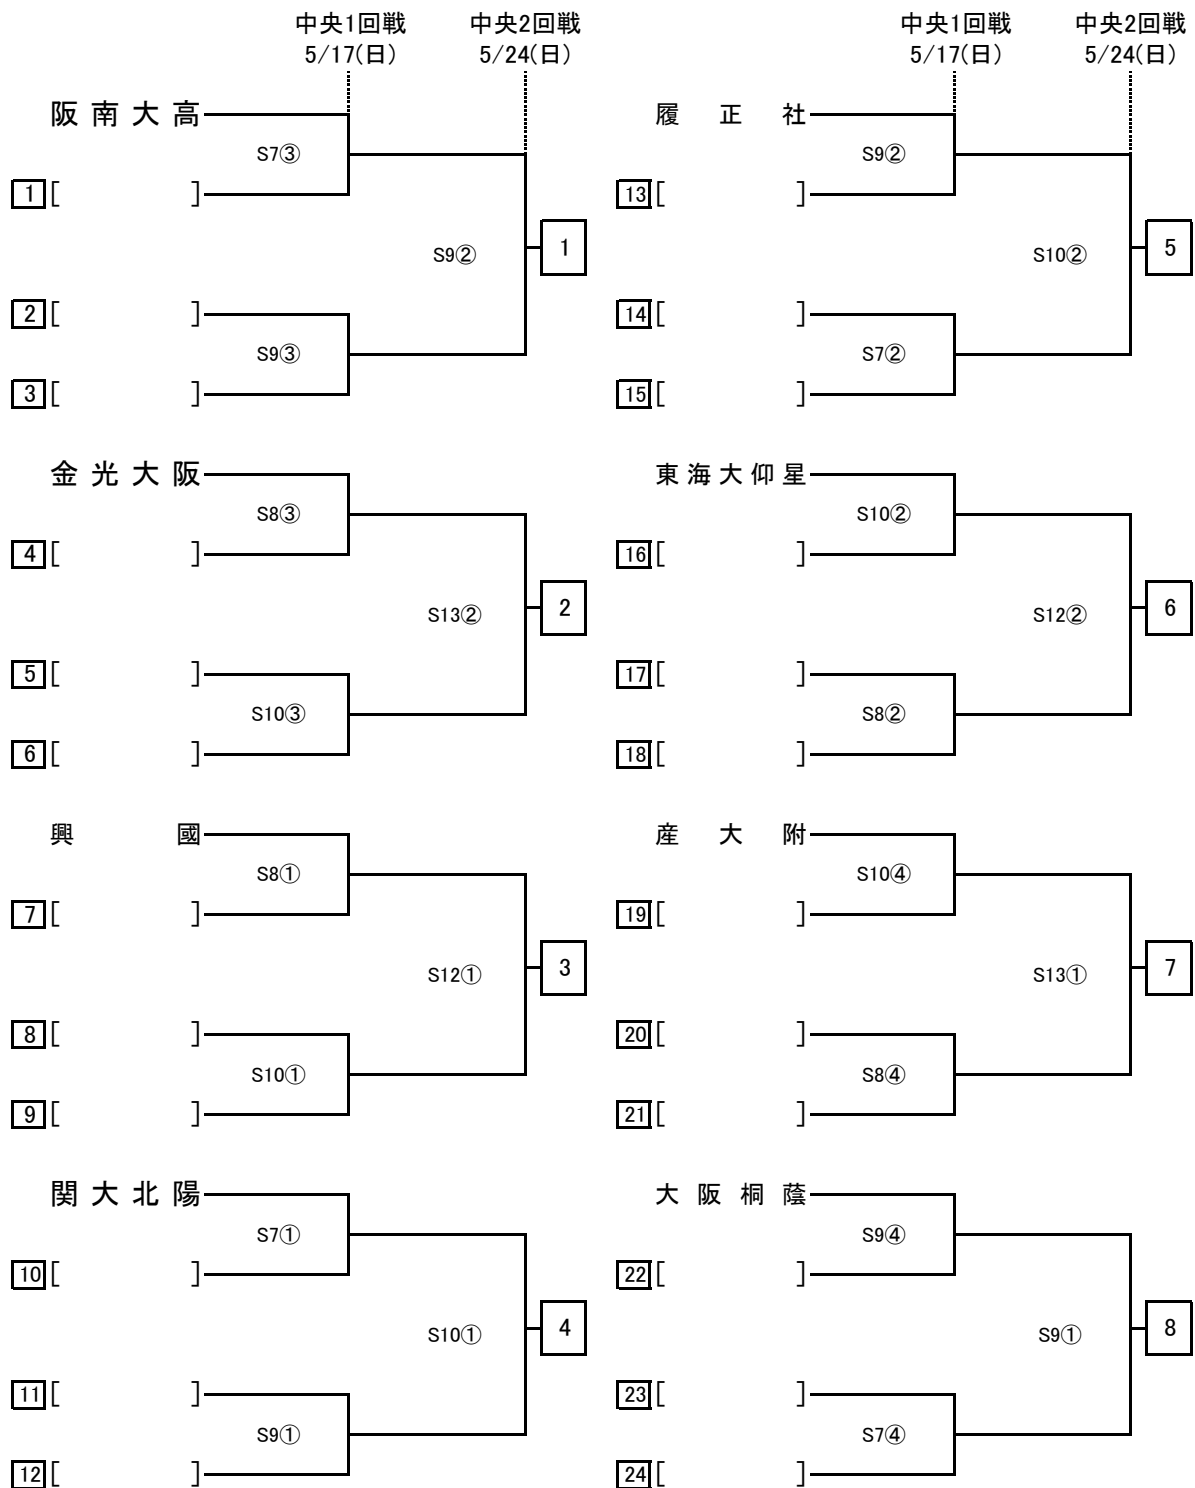 中央1回戦
5/17(日)
中央2回戦
5/24(日)
阪南大高
S7③
1[ ]
S9②
1
2[ ]
S9③
3[ ]
金光大阪
S8③
4[ ]
S13②
2
5[ ]
S10③
6[ ]
興國
S8①
7[ ]
S12①
3
8[ ]
S10①
9[ ]
関大北陽
S7①
10[ ]
S10①
4
11[ ]
S9①
12[ ]
中央1回戦
5/17(日)
中央2回戦
5/24(日)
履正社
S9②
13[ ]
S10②
5
14[ ]
S7②
15[ ]
東海大仰星
S10②
16[ ]
S12②
6
17[ ]
S8②
18[ ]
産大附
S10④
19[ ]
S13①
7
20[ ]
S8④
21[ ]
大阪桐蔭
S9④
22[ ]
S9①
8
23[ ]
S7④
24[ ]